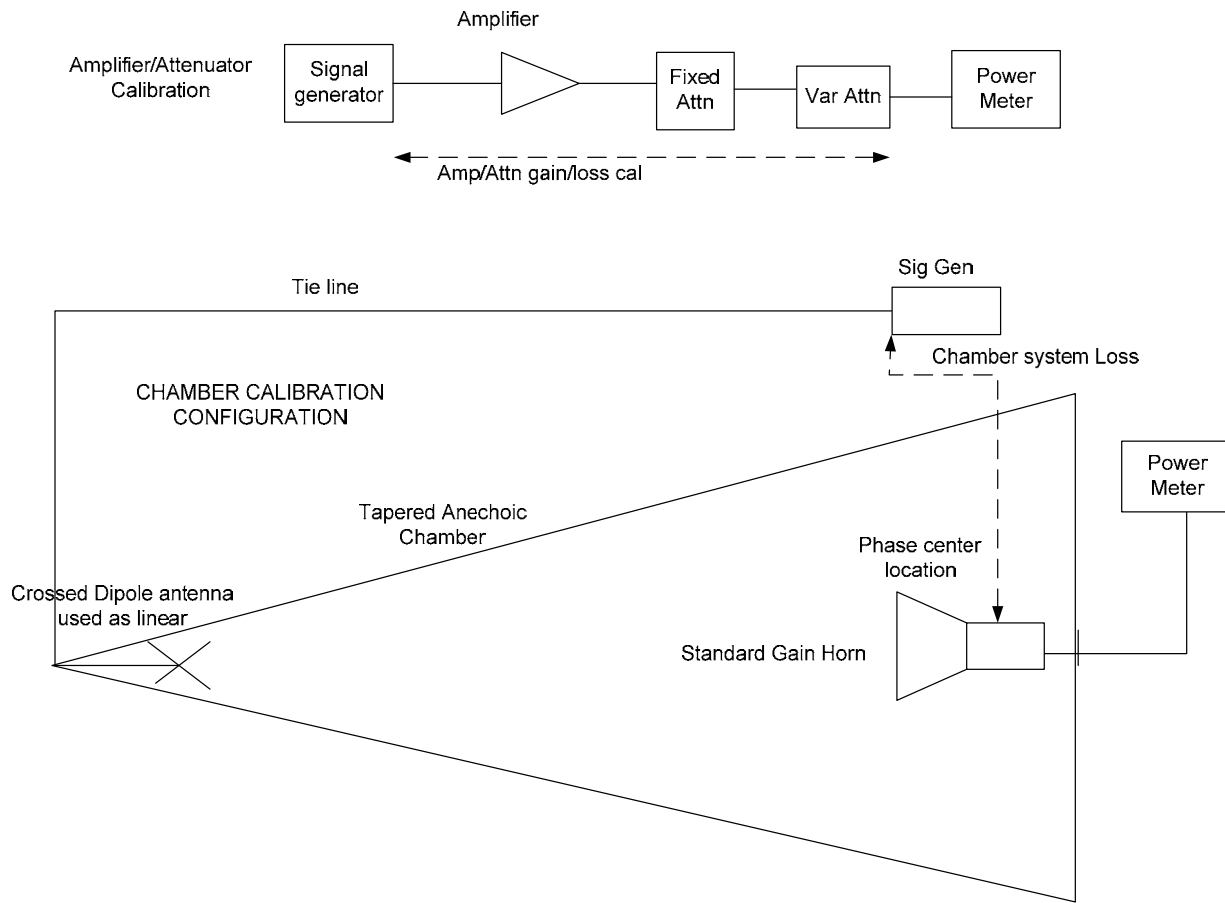 Amplifier
Amplifier/Attenuator
Calibration
Signal
generator
Fixed
Attn
Var Attn
Power
Meter
Amp/Attn gain/loss cal
Sig Gen
Tie line
Chamber system Loss
CHAMBER CALIBRATION
CONFIGURATION
Power
Meter
Tapered Anechoic
Chamber
Phase center
location
Crossed Dipole antenna
used as linear
Standard Gain Horn